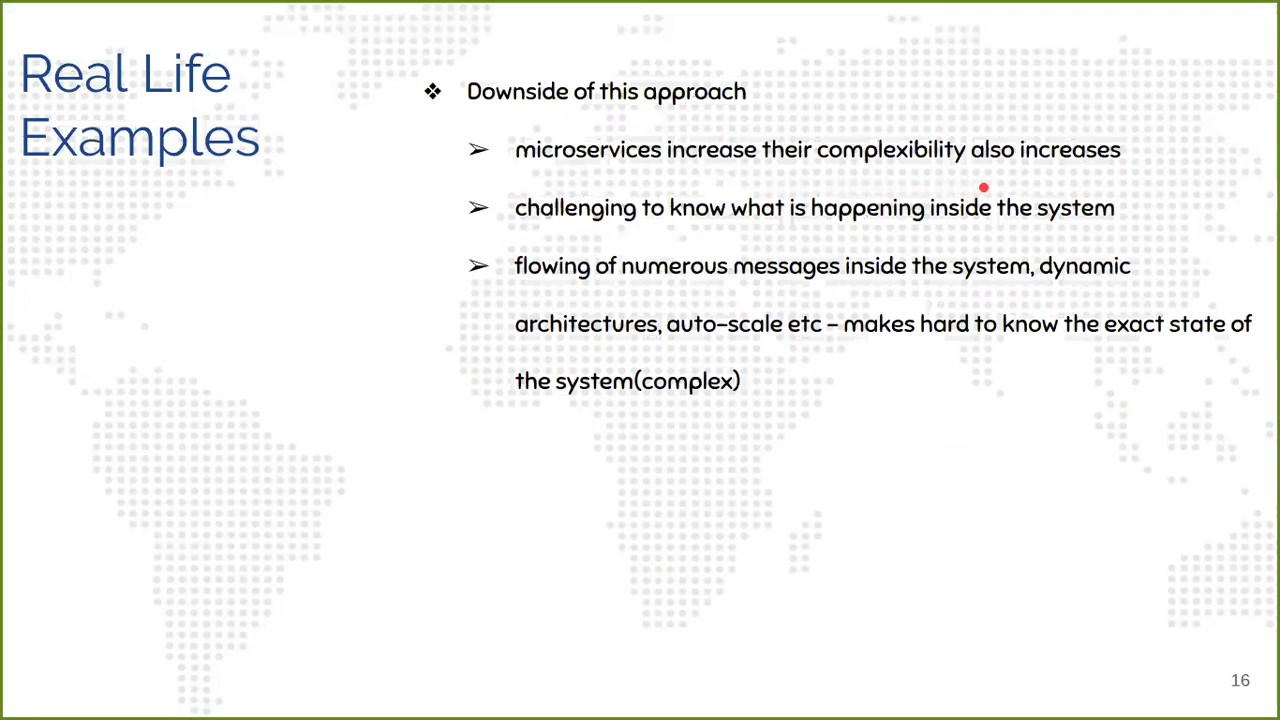 Real Life
Examples
❖ Downside of this approach
➢ microservices increase their complexibility also increases
➢ challenging to know what is happening inside the system
➢ flowing of numerous messages inside the system, dynamic
architectures, auto-scale etc - makes hard to know the exact state of
the system(complex)
16